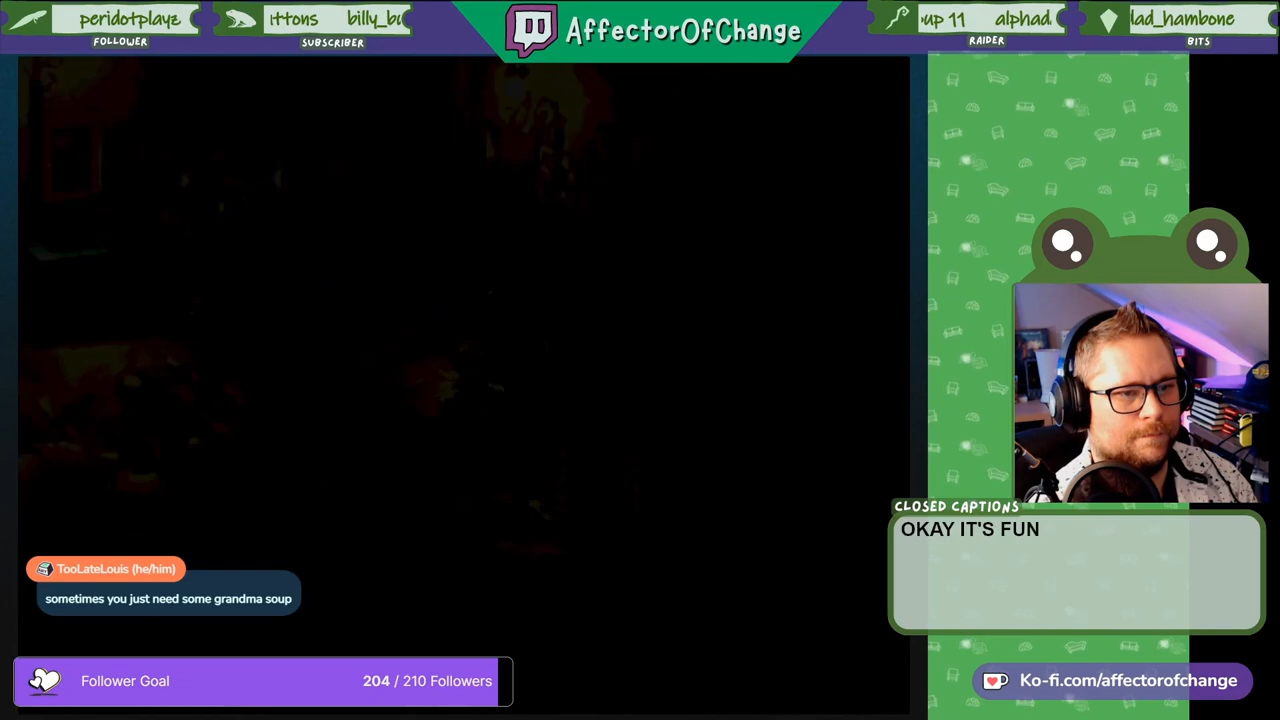 peridotplayz
FOLLOWER
ittons billy_bu
SUBSCRIBER
AffectorOfChange
up 11 alphad
RAIDER
lad_hambone
BITS
CLOSED CAPTIONS
OKAY IT'S FUN
TooLateLouis (he/him)
sometimes you just need some grandma soup
Follower Goal 204 / 210 Followers
Ko-fi.com/affectorofchange